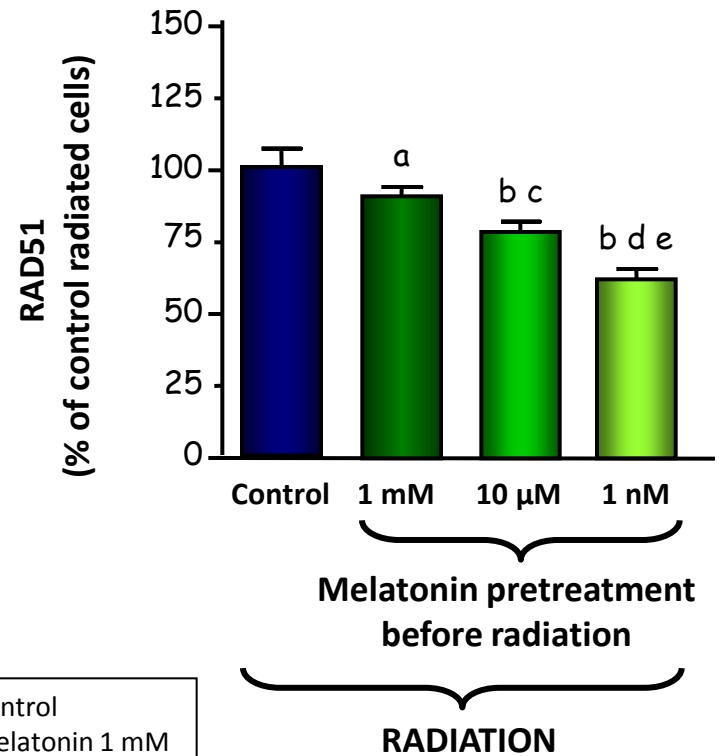 150
125
100
75
50
25
0
RAD51
(% of control radiated cells)
a
b c
b d e
Control 1 mM 10 µM 1 nM
Melatonin pretreatment
before radiation
RADIATION
ntrol
elatonin 1 mM